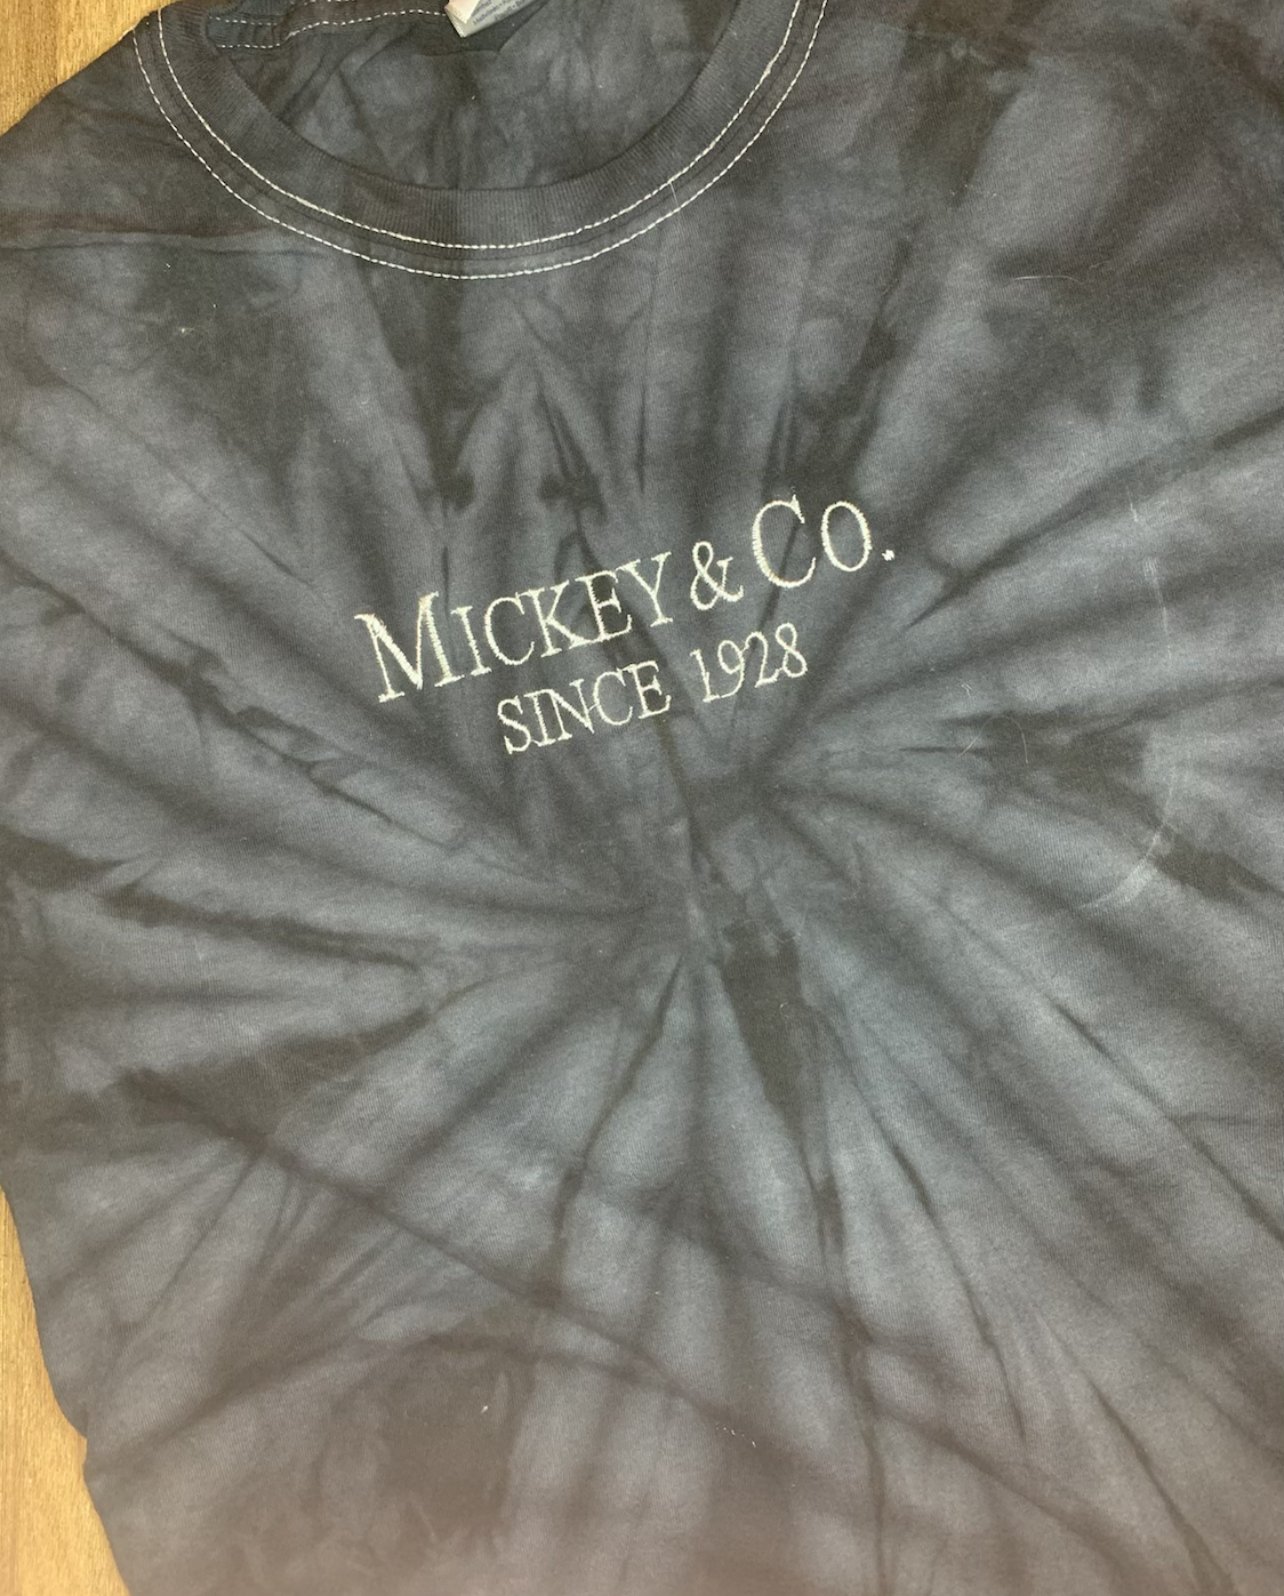 MICKEY & CO.
SINCE 1928